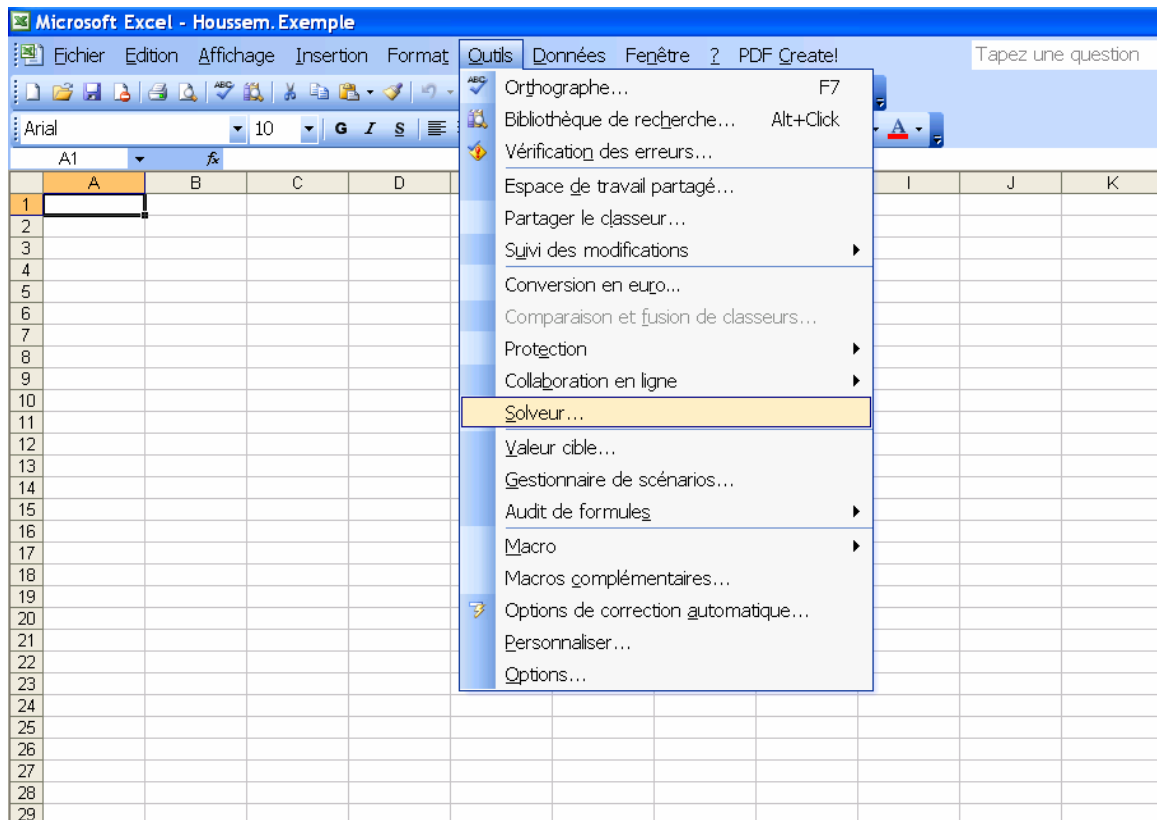 Microsoft Excel - Houssem.Exemple
Fichier Edition Affichage Insertion Format Outils Données Fenêtre ? PDF Create! Tapez une question
Arial 10 G I S A
A1 fx
A B C D I J K
Orthographe... F7
Bibliothèque de recherche... Alt+Click
Vérification des erreurs...
Espace de travail partagé...
Partager le classeur...
Suivi des modifications
Conversion en euro...
Comparaison et fusion de classeurs...
Protection
Collaboration en ligne
Solveur...
Valeur cible...
Gestionnaire de scénarios...
Audit de formules
Macro
Macros complémentaires...
Options de correction automatique...
Personnaliser...
Options...
1
2
3
4
5
6
7
8
9
10
11
12
13
14
15
16
17
18
19
20
21
22
23
24
25
26
27
28
29